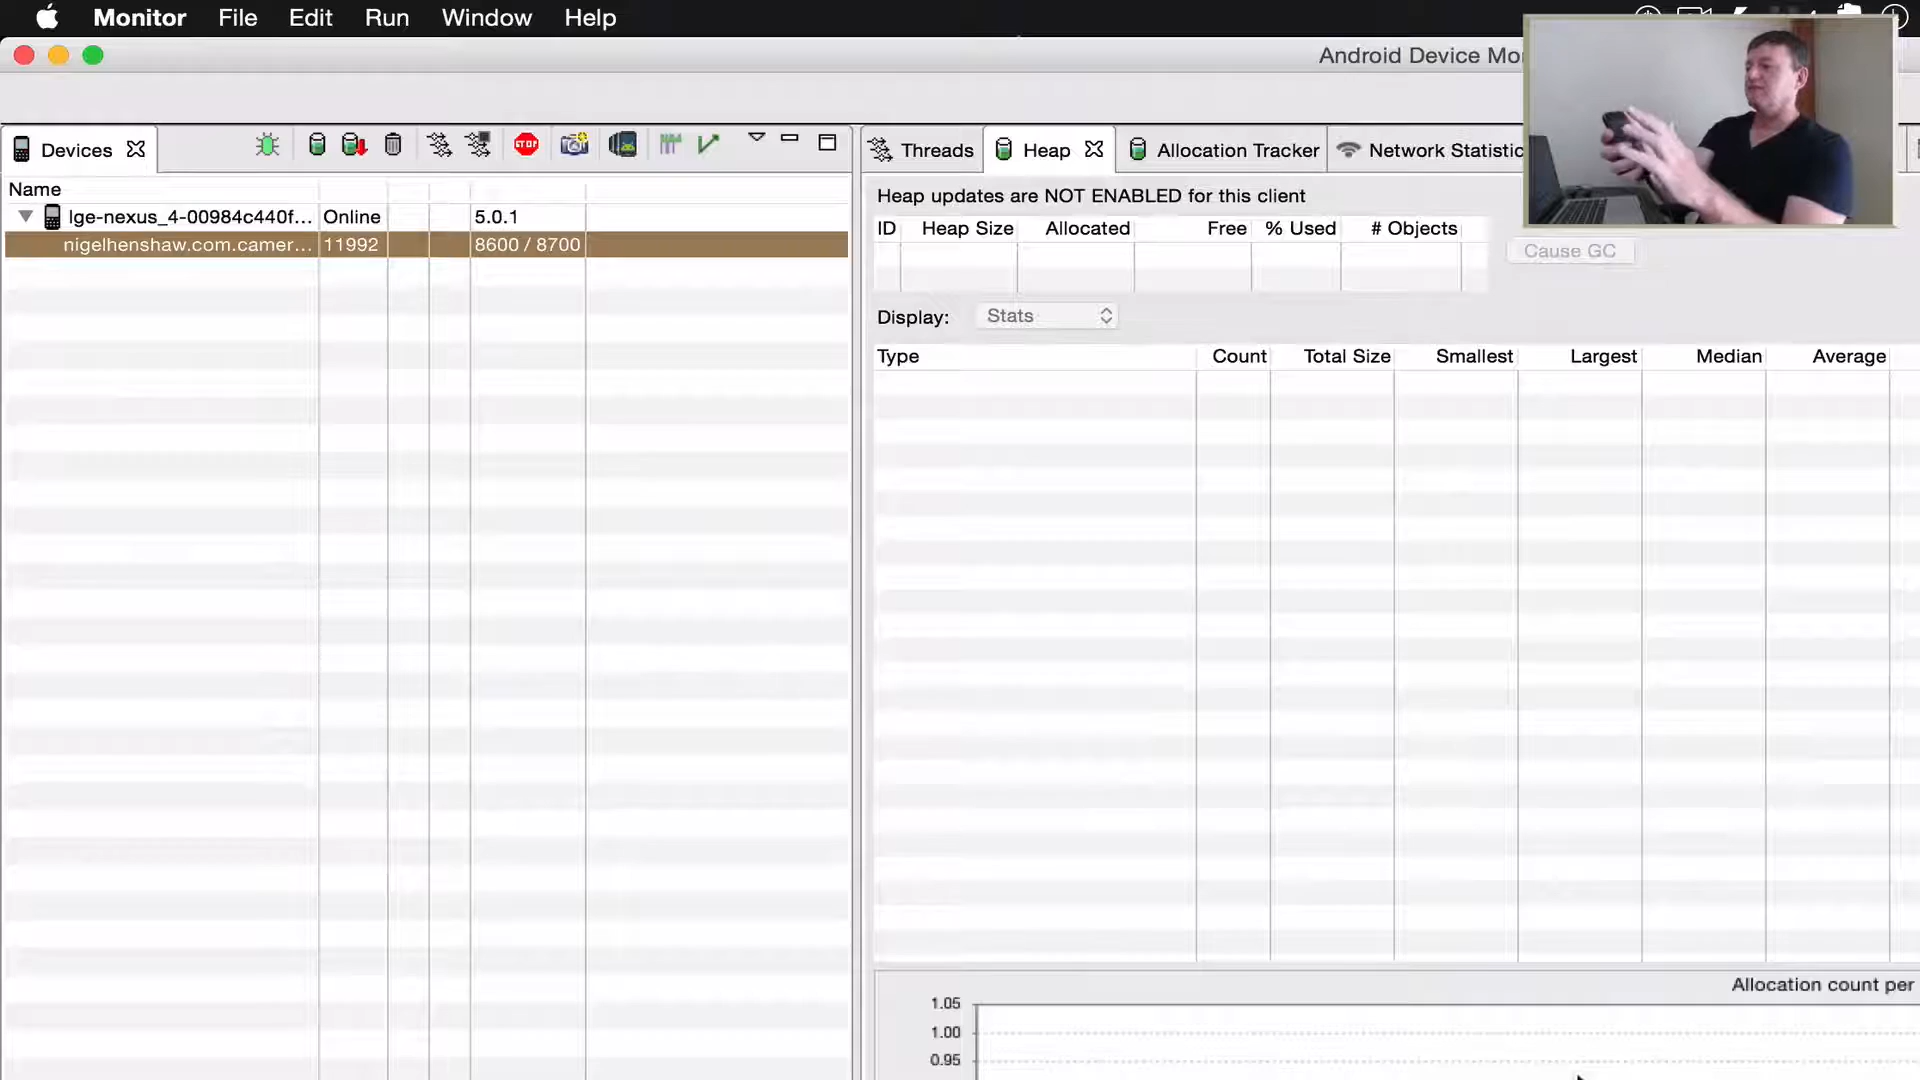 Monitor File Edit Run Window Help
Android Device Mo
Devices
STOP
Threads Heap Allocation Tracker Network Statistic
Name
lge-nexus_4-00984c440f... Online 5.0.1
nigelhenshaw.com.camer... 11992 8600 / 8700
Heap updates are NOT ENABLED for this client
ID Heap Size Allocated Free % Used # Objects
Cause GC
Display: Stats
Type Count Total Size Smallest Largest Median Average
Allocation count per
1.05
1.00
0.95